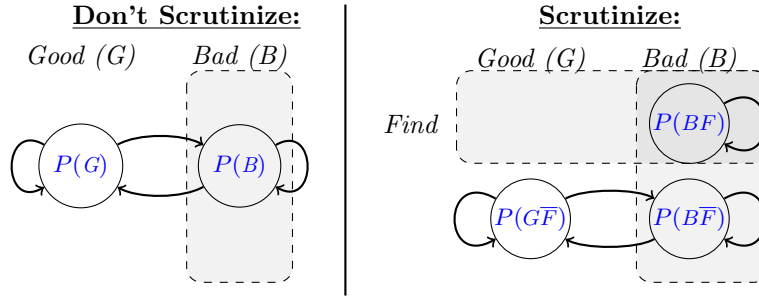 Don't Scrutinize:
Good (G) Bad (B)
P(G) P(B)
Scrutinize:
Good (G) Bad (B)
Find
P(BF)
P(GF̅) P(BF̅)